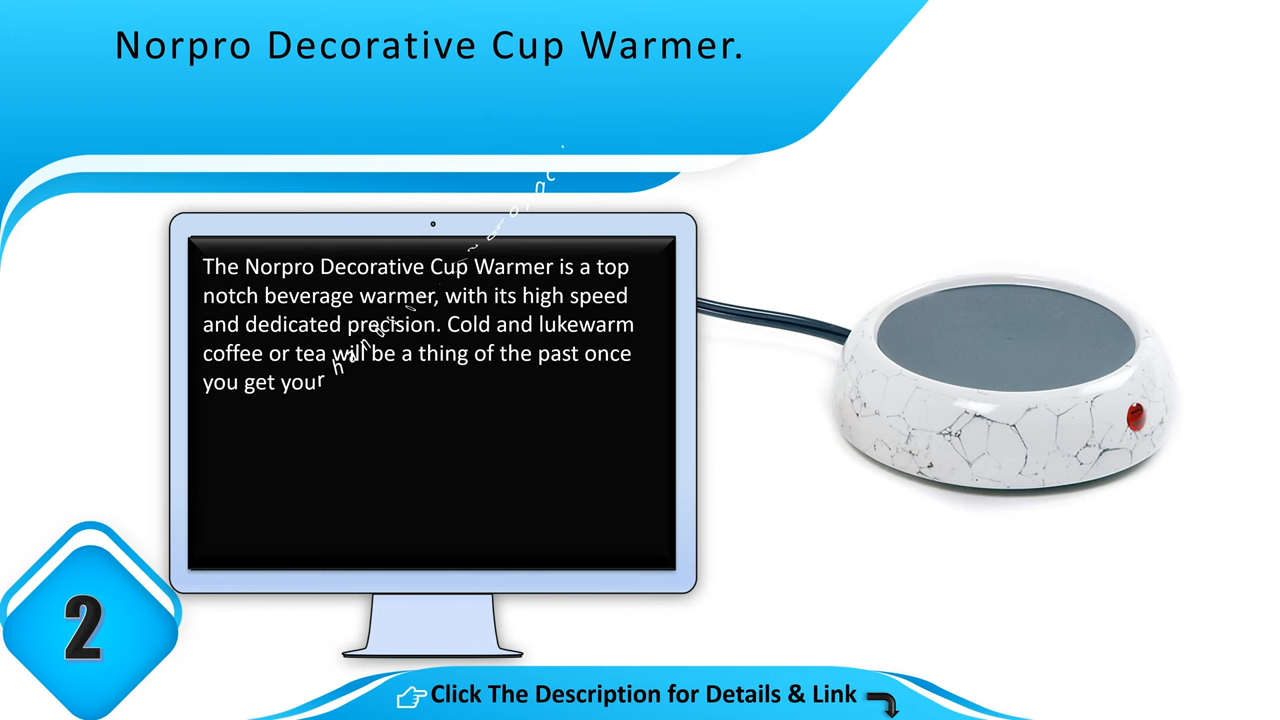 Norpro Decorative Cup Warmer.
The Norpro Decorative Cup Warmer is a top
notch beverage warmer, with its high speed
and dedicated precision. Cold and lukewarm
coffee or tea will be a thing of the past once
you get your
2
Click The Description for Details & Link